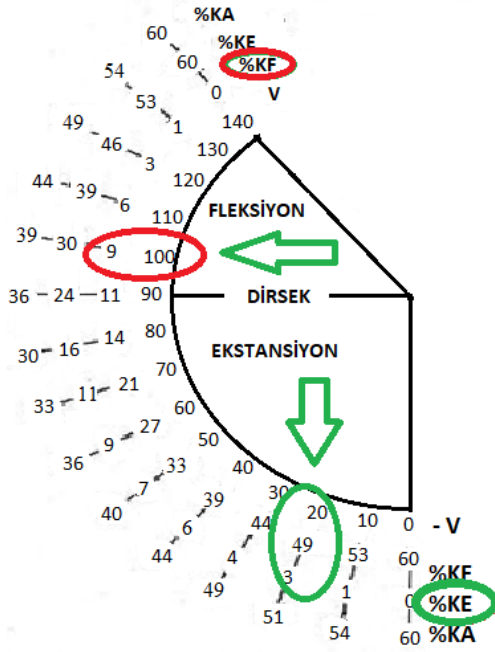 %KA
%KE
%KF
V
60 - 60 0 140
54 - 53 - 1 130
49 - 46 - 3 120
44 - 39 - 6 110
FLEKSİYON
39 - 30 - 9 100
36 - 24 - 11 90
DİRSEK
30 - 16 - 14 80
EKSTANSİYON
33 - 11 - 21 70
36 - 9 - 27 60
40 - 7 - 33 50
44 - 6 - 39 40
49 - 4 - 44 30
51 - 3 - 49 20
54 - 1 - 53 10
0 - V
60 %KF
0 %KE
60 %KA